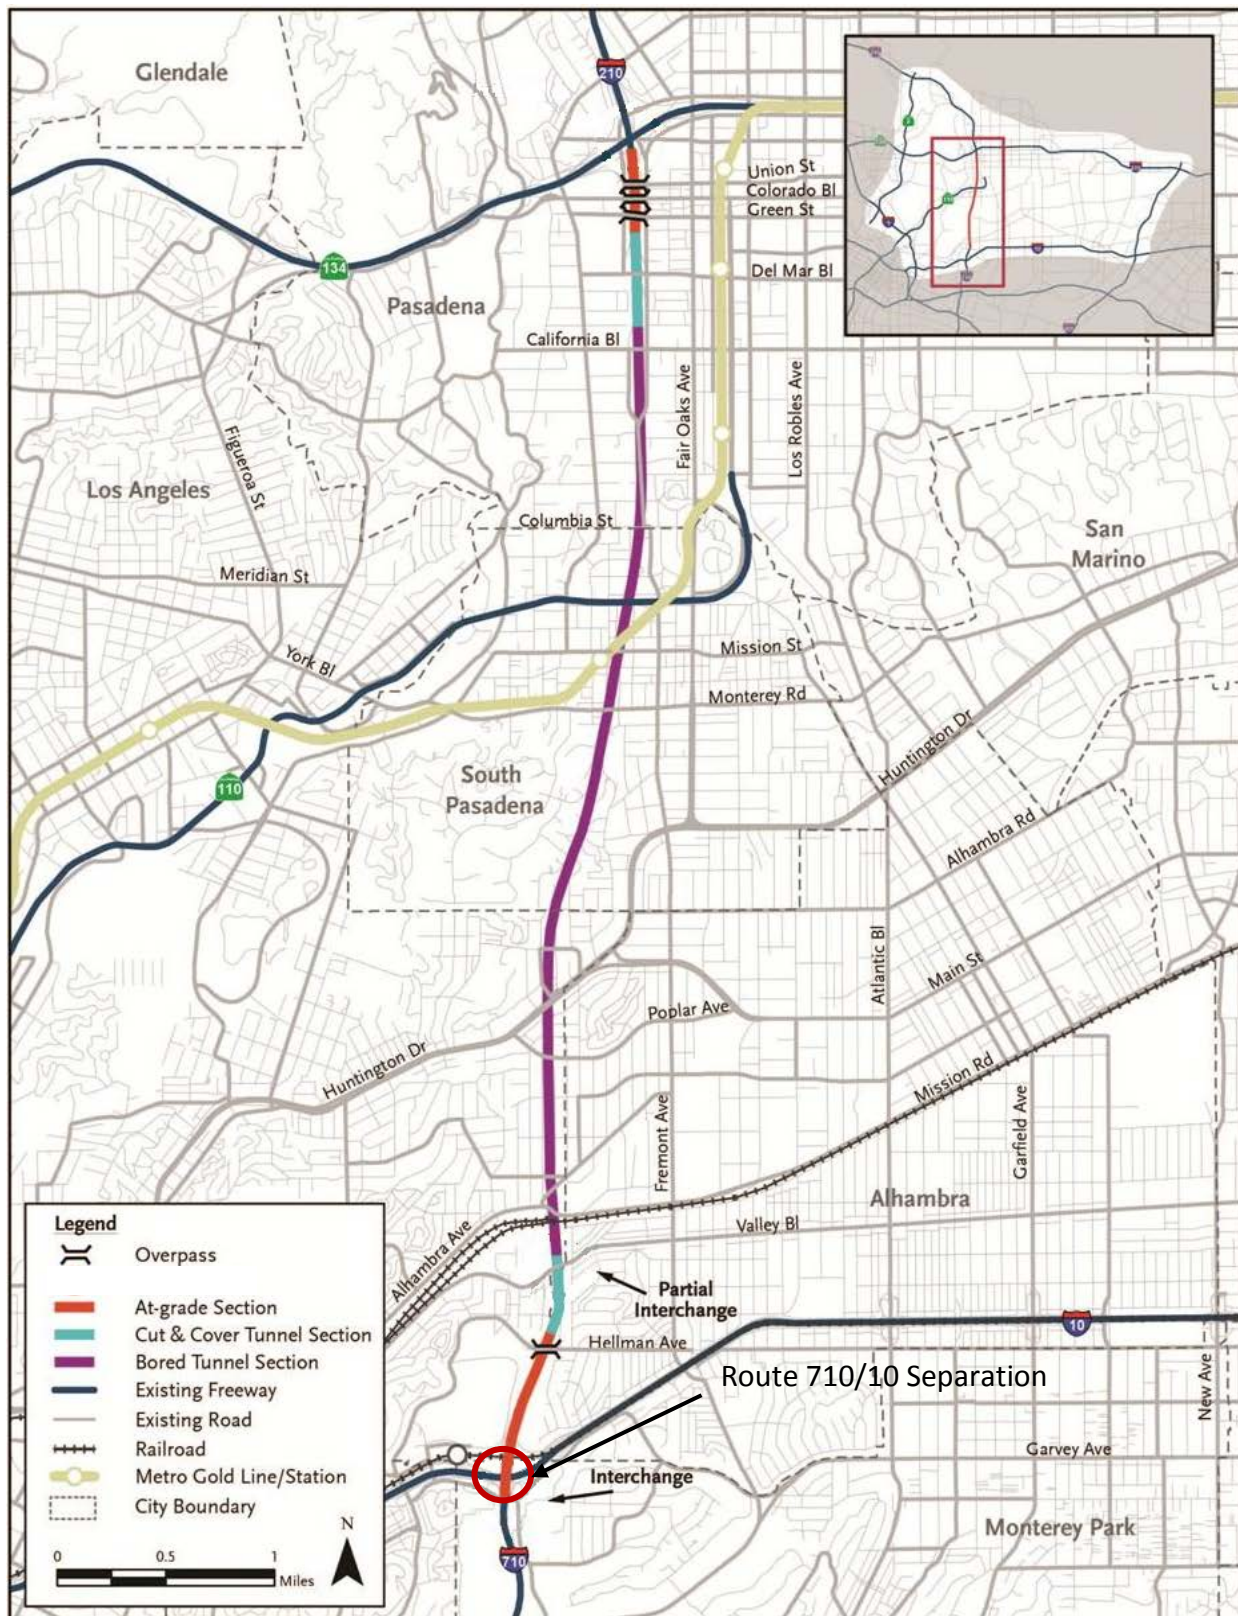 Glendale
210
Union St
Colorado Bl
Green St
134
Del Mar Bl
Pasadena
California Bl
Fair Oaks Ave
Los Robles Ave
Figueroa St
Los Angeles
Columbia St
San
Marino
Meridian St
York Bl
Mission St
Monterey Rd
Huntington Dr
South
Pasadena
110
Alhambra Rd
Atlantic Bl
Main St
Poplar Ave
Huntington Dr
Mission Rd
Fremont Ave
Garfield Ave
Alhambra
Valley Bl
Alhambra Ave
Partial
Interchange
10
Hellman Ave
Route 710/10 Separation
New Ave
Garvey Ave
Interchange
Monterey Park
710
Legend
Overpass
At-grade Section
Cut & Cover Tunnel Section
Bored Tunnel Section
Existing Freeway
Existing Road
Railroad
Metro Gold Line/Station
City Boundary
N
0 0.5 1
Miles